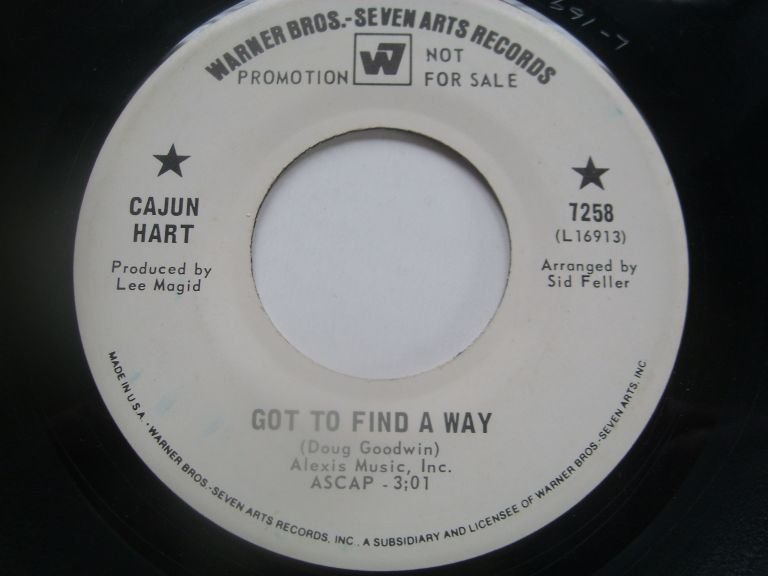 WARNER BROS.-SEVEN ARTS RECORDS
PROMOTION W7 NOT
FOR SALE
CAJUN
HART
Produced by
Lee Magid
7258
(L16913)
Arranged by
Sid Feller
GOT TO FIND A WAY
(Doug Goodwin)
Alexis Music, Inc.
ASCAP - 3;01
MADE IN U.S.A. • WARNER BROS.-SEVEN ARTS RECORDS, INC., A SUBSIDIARY AND LICENSEE OF WARNER BROS.-SEVEN ARTS, INC